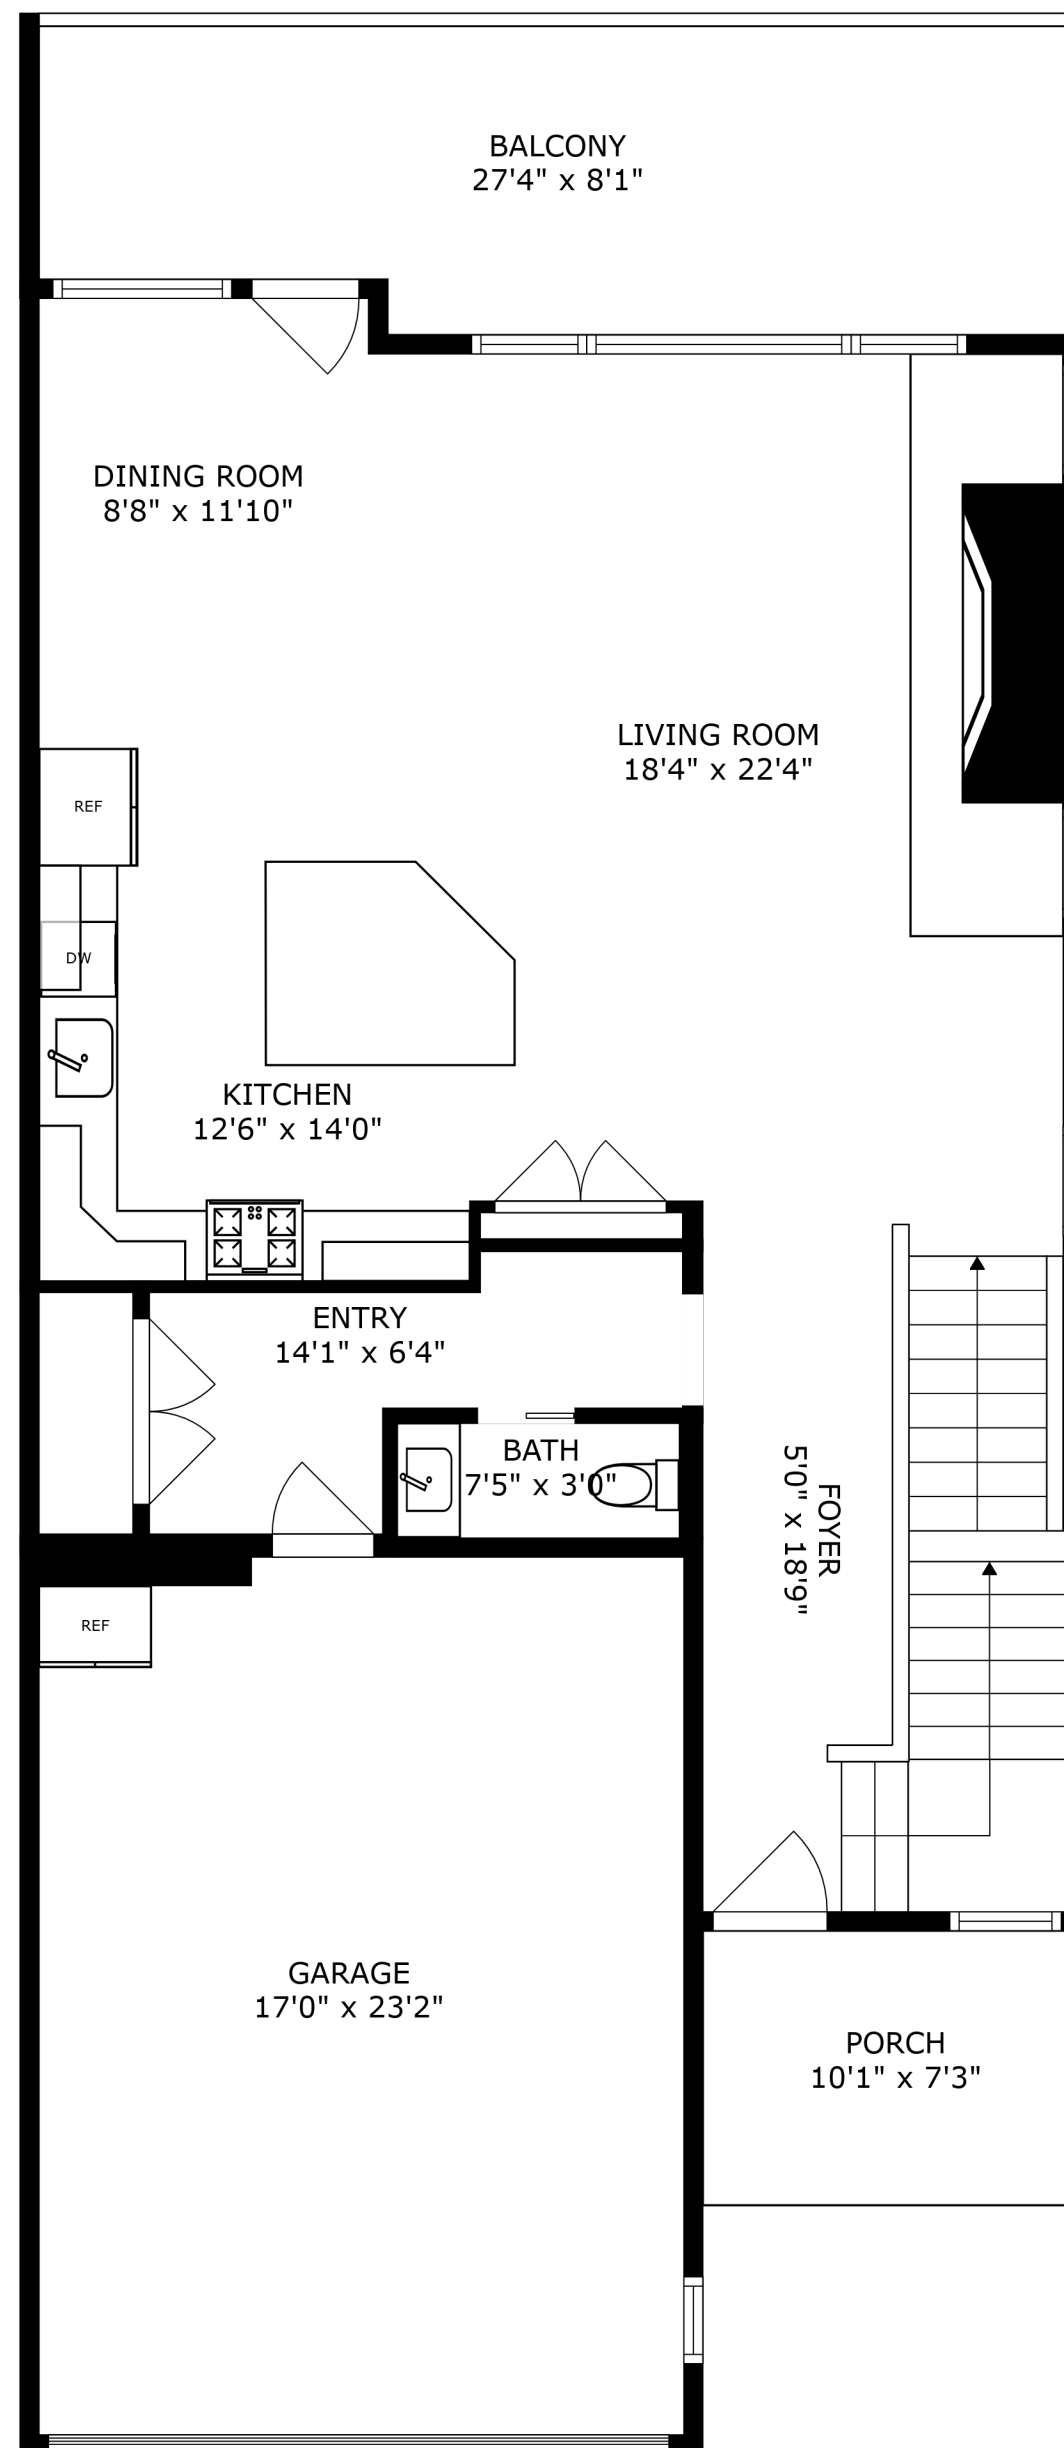 BALCONY
27'4" x 8'1"
DINING ROOM
8'8" x 11'10"
LIVING ROOM
18'4" x 22'4"
REF
DW
KITCHEN
12'6" x 14'0"
ENTRY
14'1" x 6'4"
BATH
7'5" x 3'0"
FOYER
5'0" x 18'9"
REF
GARAGE
17'0" x 23'2"
PORCH
10'1" x 7'3"